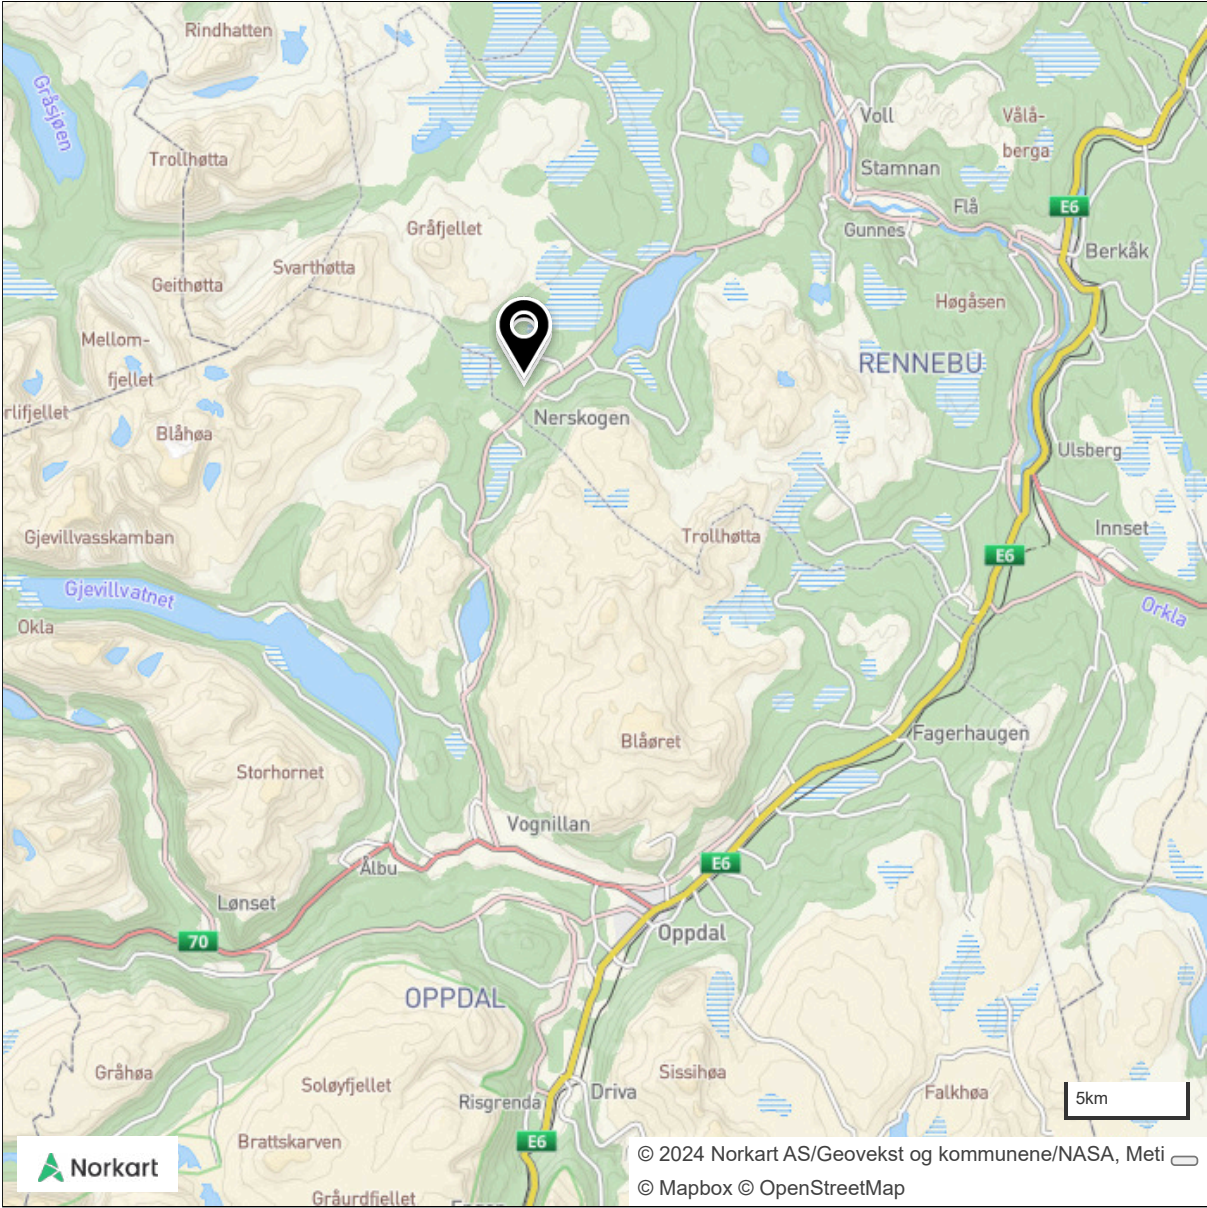 Rindhatten
Gråsjøen
Voll
Vålå-
berga
Trollhøtta
Stamnan
Flå
E6
Gråfjellet
Gunnes
Berkåk
Svarthøtta
Geithøtta
Høgåsen
Mellom-
fjellet
RENNEBU
rlifjellet
Nerskogen
Blåhøa
Ulsberg
Gjevillvasskamban
Trollhøtta
Innset
E6
Gjevillvatnet
Orkla
Okla
Blåøret
Fagerhaugen
Storhornet
Vognillan
Ålbu
E6
Lønset
70
Oppdal
OPPDAL
Gråhøa
Soløyfjellet
Sissihøa
Risgrenda
Driva
Falkhøa
5km
Brattskarven
E6
Norkart
© 2024 Norkart AS/Geovekst og kommunene/NASA, Meti
© Mapbox © OpenStreetMap
Gråurdfjellet